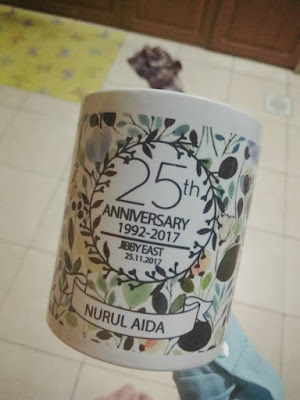 25th
ANNIVERSARY
1992-2017
JIBBY EAST
25.11.2017
NURUL AIDA